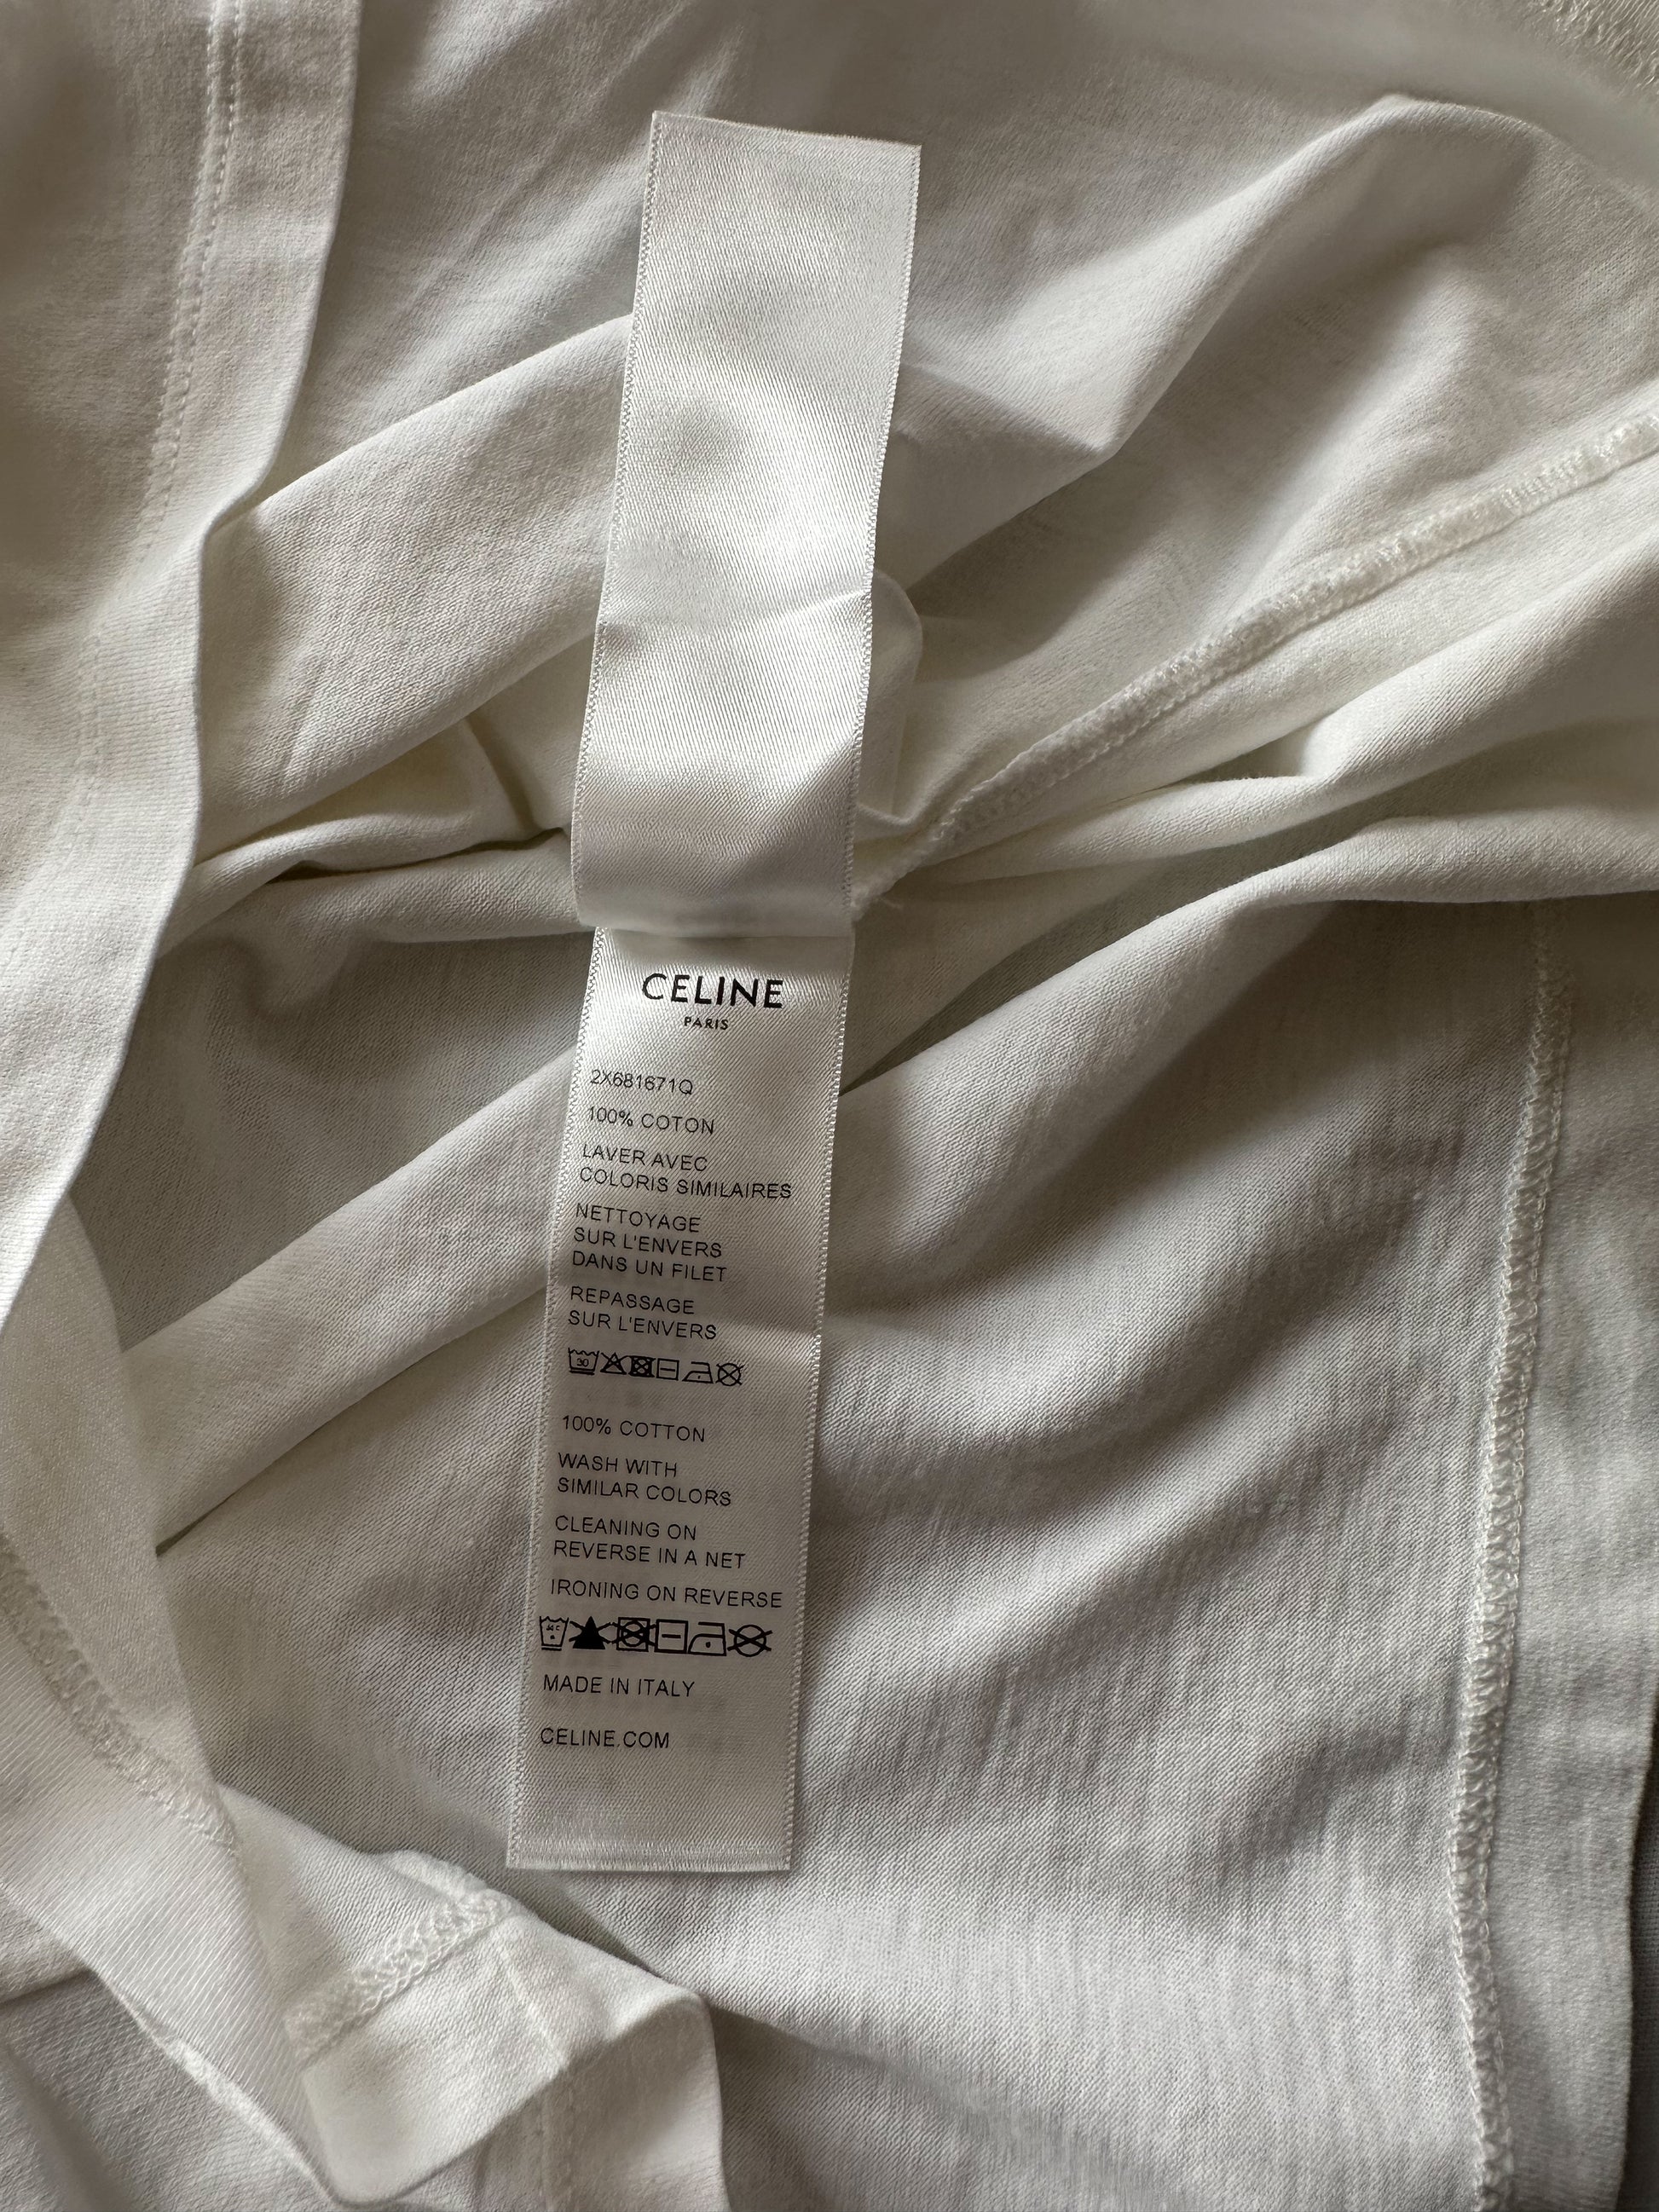 CELINE
PARIS
2X681671Q
100% COTON
LAVER AVEC
COLORIS SIMILAIRES
NETTOYAGE
SUR L'ENVERS
DANS UN FILET
REPASSAGE
SUR L'ENVERS
30
100% COTTON
WASH WITH
SIMILAR COLORS
CLEANING ON
REVERSE IN A NET
IRONING ON REVERSE
MADE IN ITALY
CELINE.COM